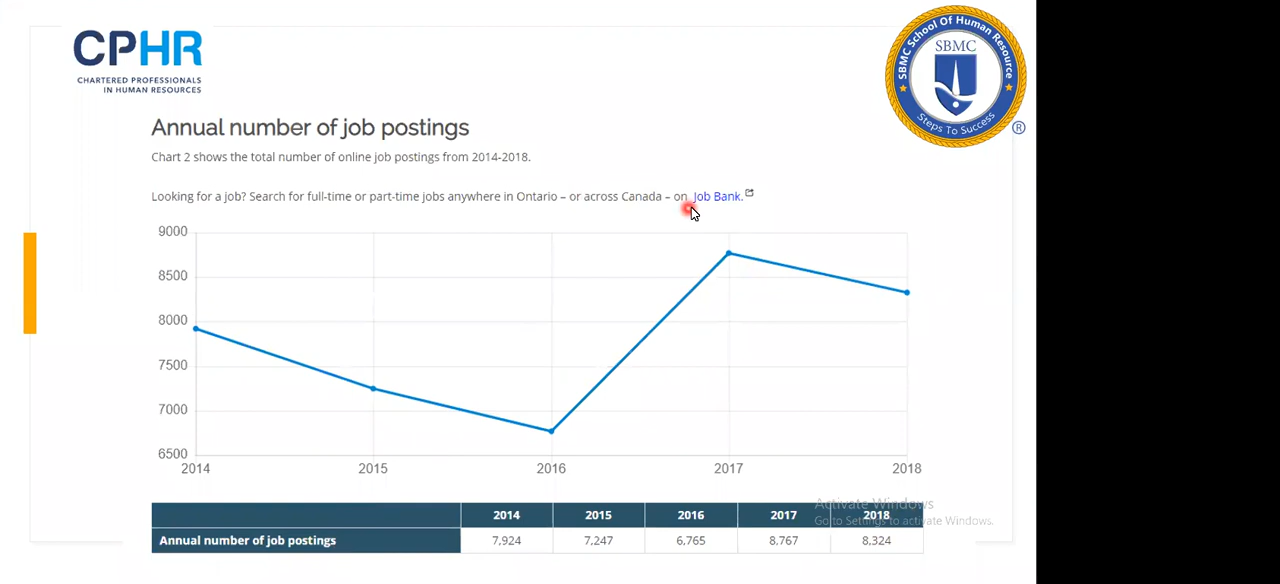 CPHR
CHARTERED PROFESSIONALS
IN HUMAN RESOURCES
SBMC School Of Human Resource
SBMC
Steps To Success
®
Annual number of job postings
Chart 2 shows the total number of online job postings from 2014-2018.
Looking for a job? Search for full-time or part-time jobs anywhere in Ontario – or across Canada – on Job Bank.
9000
8500
8000
7500
7000
6500
2014 2015 2016 2017 2018
Activate Windows
Go to Settings to activate Windows.
2014 2015 2016 2017 2018
Annual number of job postings 7,924 7,247 6,765 8,767 8,324